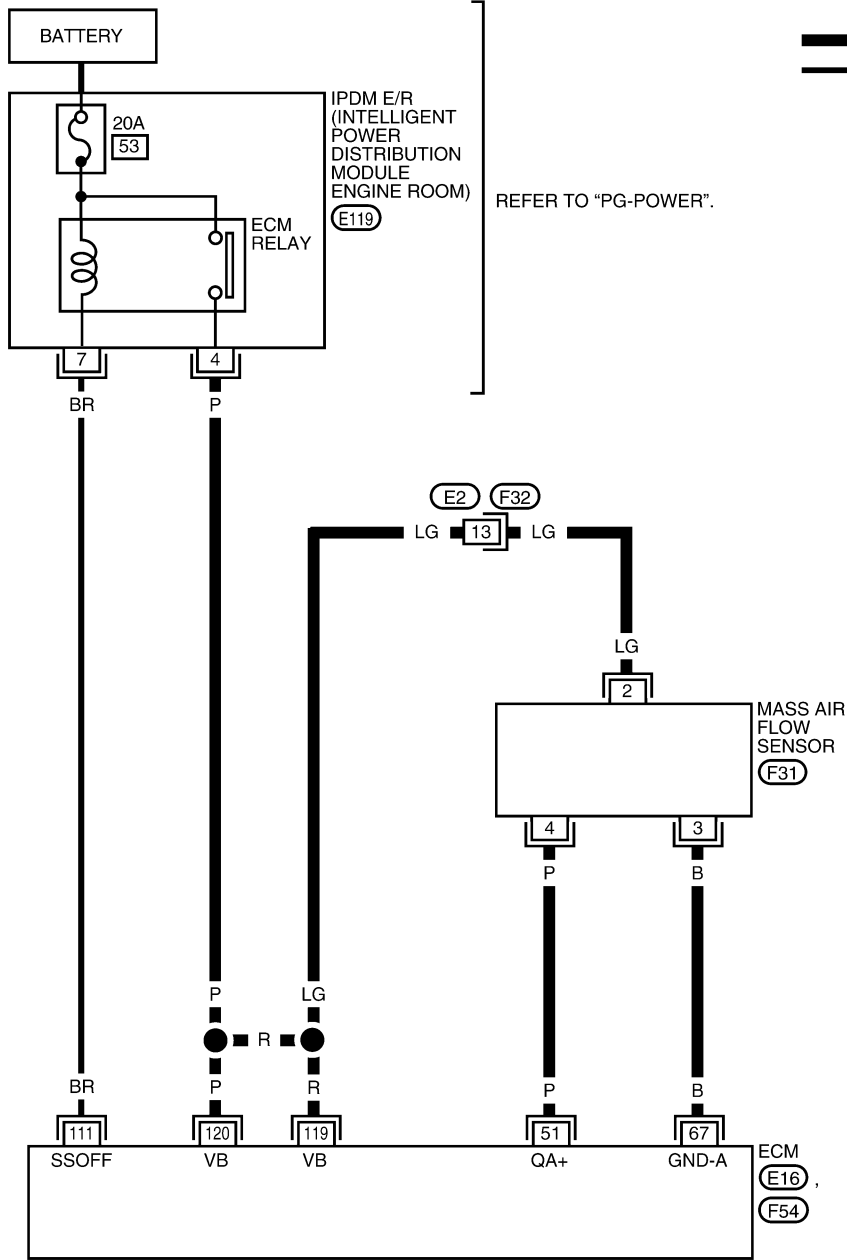 BATTERY
20A
53
IPDM E/R
(INTELLIGENT
POWER
DISTRIBUTION
MODULE
ENGINE ROOM)
E119
REFER TO “PG-POWER”.
ECM
RELAY
7
4
BR
P
E2
F32
LG
13
LG
LG
2
MASS AIR
FLOW
SENSOR
F31
4
3
P
B
P
LG
R
BR
P
R
P
B
111
120
119
51
67
SSOFF
VB
VB
QA+
GND-A
ECM
E16 ,
F54